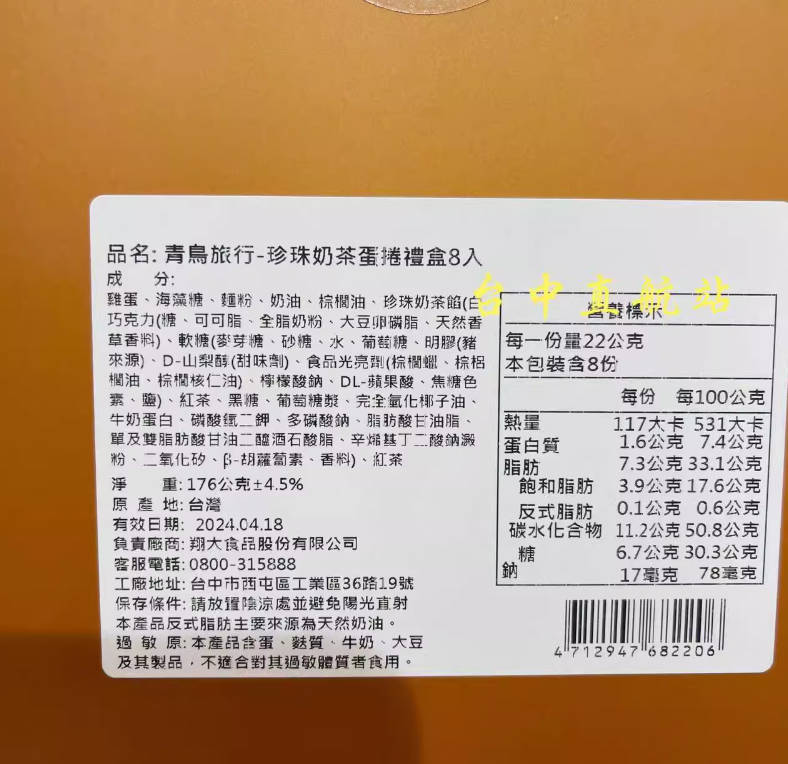 品名: 青鳥旅行-珍珠奶茶蛋捲禮盒8入
成 分:
雞蛋、海藻糖、麵粉、奶油、棕櫚油、珍珠奶茶餡(白
巧克力(糖、可可脂、全脂奶粉、大豆卵磷脂、天然香
草香料)、軟糖(麥芽糖、砂糖、水、葡萄糖、明膠(豬
來源)、D-山梨醇(甜味劑)、食品光亮劑(棕櫚蠟、棕梠
櫚油、棕櫚核仁油)、檸檬酸鈉、DL-蘋果酸、焦糖色
素、鹽)、紅茶、黑糖、葡萄糖漿、完全氫化椰子油、
牛奶蛋白、磷酸氫二鉀、多磷酸鈉、脂肪酸甘油脂、
單及雙脂肪酸甘油二醯酒石酸脂、辛烯基丁二酸鈉澱
粉、二氧化矽、β-胡蘿蔔素、香料)、紅茶
淨 重: 176公克±4.5%
原 產 地: 台灣
有效日期: 2024.04.18
負責廠商: 翔大食品股份有限公司
客服電話: 0800-315888
工廠地址: 台中市西屯區工業區36路19號
保存條件: 請放置陰涼處並避免陽光直射
本產品反式脂肪主要來源為天然奶油。
過 敏 原: 本產品含蛋、麩質、牛奶、大豆
及其製品，不適合對其過敏體質者食用。
台中直航站
營養標示
每一份量22公克
本包裝含8份
每份 每100公克
熱量 117大卡 531大卡
蛋白質 1.6公克 7.4公克
脂肪 7.3公克 33.1公克
飽和脂肪 3.9公克 17.6公克
反式脂肪 0.1公克 0.6公克
碳水化合物 11.2公克 50.8公克
糖 6.7公克 30.3公克
鈉 17毫克 78毫克
4 712947 682206